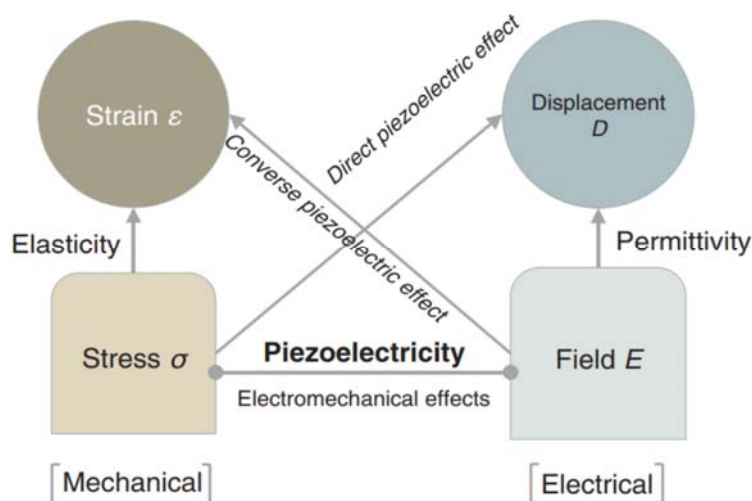 Direct piezoelectric effect
Strain ε
Displacement
D
Converse piezoelectric effect
Elasticity
Permittivity
Stress σ
Piezoelectricity
Field E
Electromechanical effects
[Mechanical]
[Electrical]